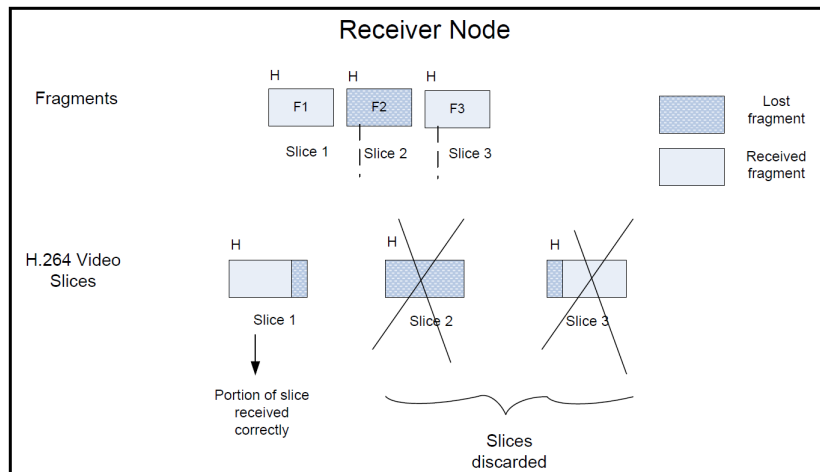 Receiver Node
Fragments
H
H
H
F1
F2
F3
Slice 1
Slice 2
Slice 3
Lost
fragment
Received
fragment
H.264 Video
Slices
H
H
H
Slice 1
Slice 2
Slice 3
Portion of slice
received
correctly
Slices
discarded